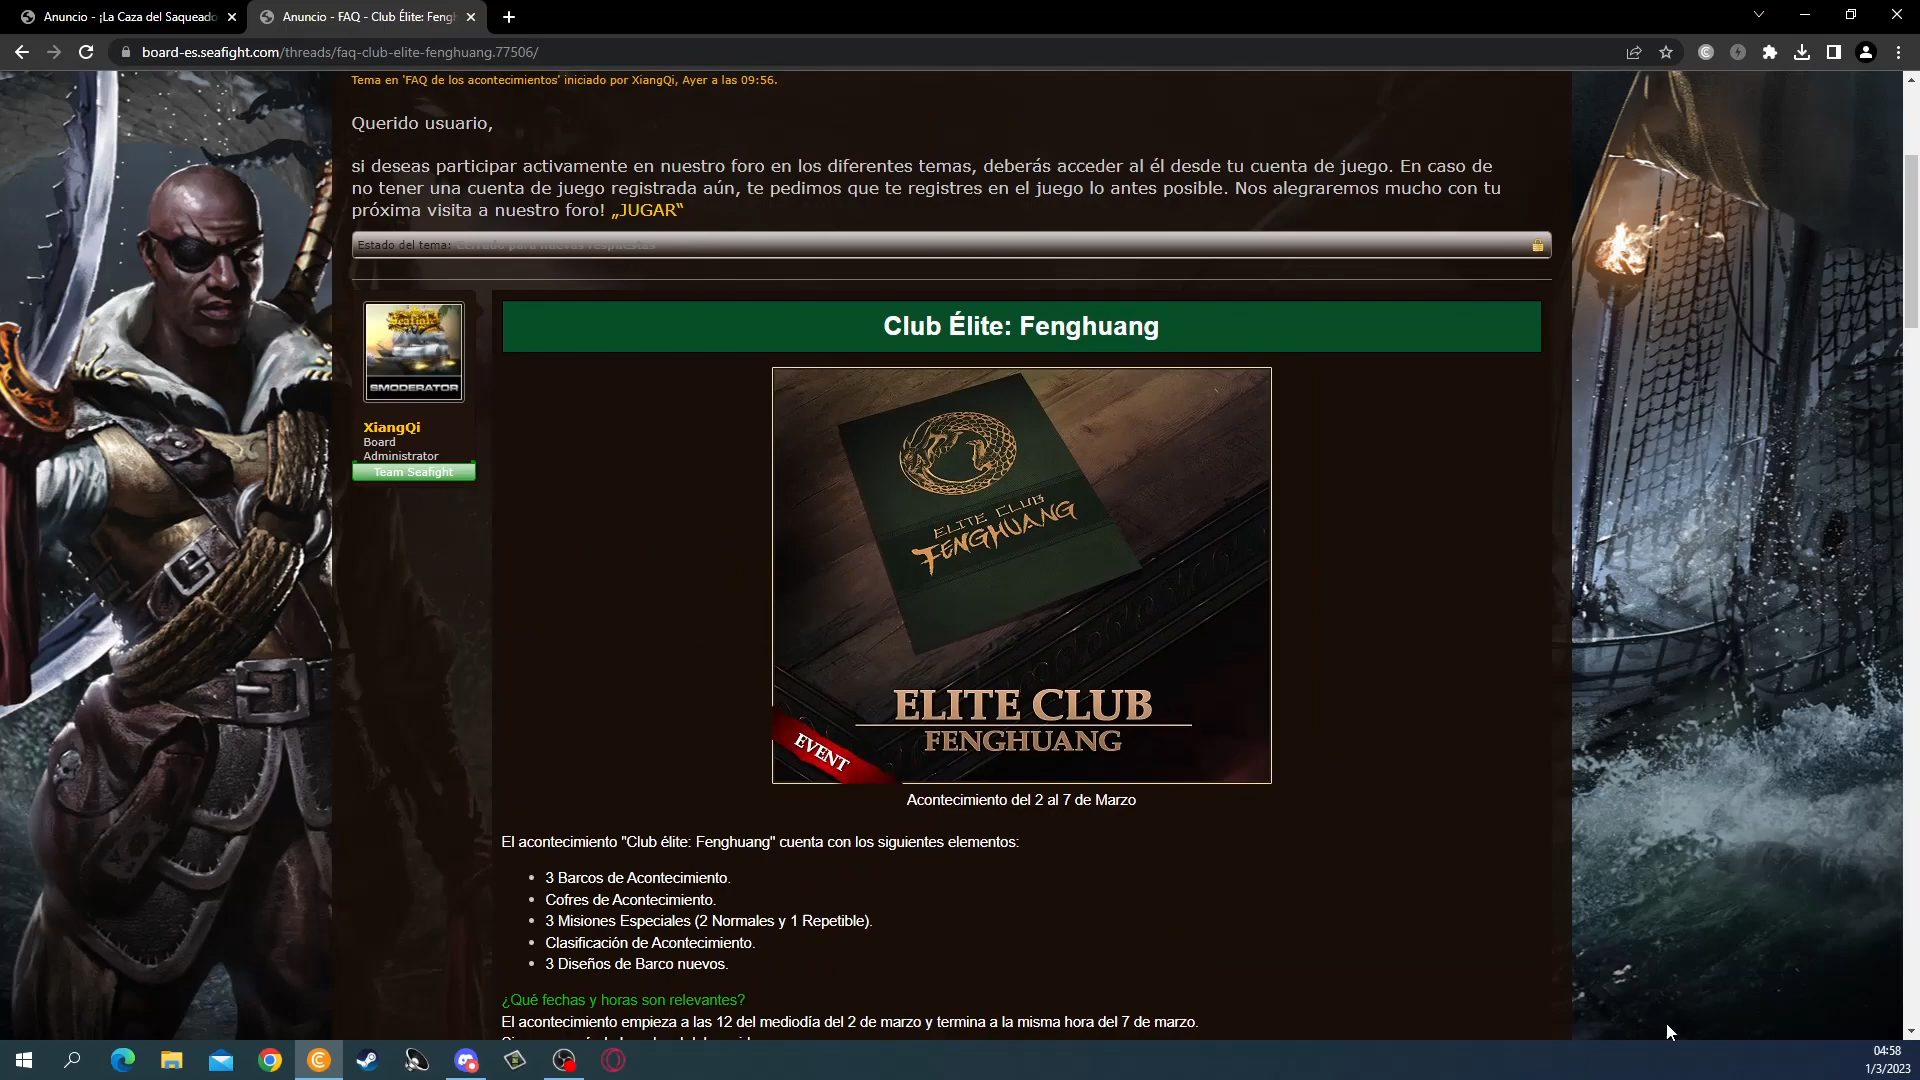 Anuncio - ¡La Caza del Saqueado
Anuncio - FAQ - Club Élite: Fengh
board-es.seafight.com/threads/faq-club-elite-fenghuang.77506/
Tema en 'FAQ de los acontecimientos' iniciado por XiangQi, Ayer a las 09:56.
Querido usuario,
si deseas participar activamente en nuestro foro en los diferentes temas, deberás acceder al él desde tu cuenta de juego. En caso de
no tener una cuenta de juego registrada aún, te pedimos que te registres en el juego lo antes posible. Nos alegraremos mucho con tu
próxima visita a nuestro foro! „JUGAR“
Estado del tema: Cerrado para nuevas respuestas
Club Élite: Fenghuang
Seafight
SMODERATOR
XiangQi
Board
Administrator
Team Seafight
ELITE CLUB
FENGHUANG
ELITE CLUB
FENGHUANG
EVENT
Acontecimiento del 2 al 7 de Marzo
El acontecimiento "Club élite: Fenghuang" cuenta con los siguientes elementos:
• 3 Barcos de Acontecimiento.
• Cofres de Acontecimiento.
• 3 Misiones Especiales (2 Normales y 1 Repetible).
• Clasificación de Acontecimiento.
• 3 Diseños de Barco nuevos.
¿Qué fechas y horas son relevantes?
El acontecimiento empieza a las 12 del mediodía del 2 de marzo y termina a la misma hora del 7 de marzo.
04:58
1/3/2023